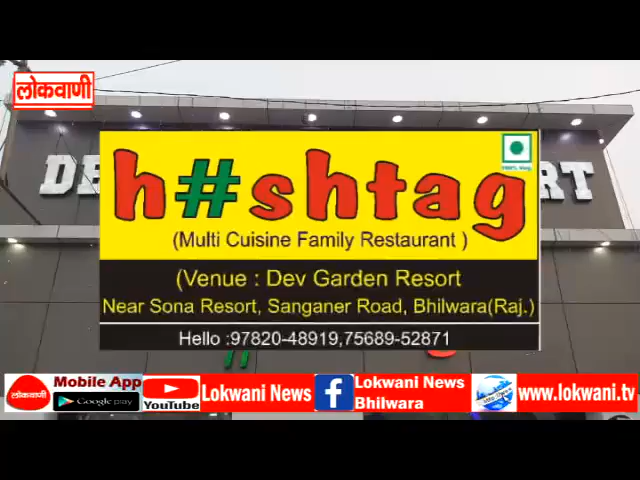 लोकवाणी
h#shtag
100% Veg.
(Multi Cuisine Family Restaurant )
(Venue : Dev Garden Resort
Near Sona Resort, Sanganer Road, Bhilwara(Raj.)
Hello :97820-48919,75689-52871
लोकवाणी
Mobile App
Google play
YouTube
Lokwani News
Lokwani News
Bhilwara
www.lokwani.tv